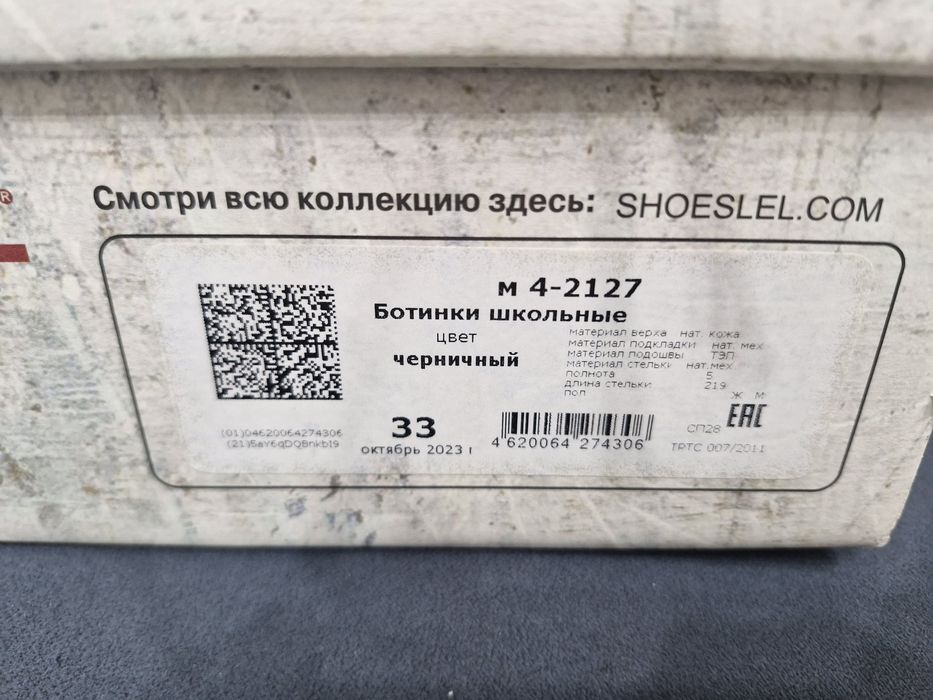 ®
Смотри всю коллекцию здесь: SHOESLEL.COM
м 4-2127
Ботинки школьные
цвет
черничный
материал верха нат. кожа
материал подкладки нат. мех
материал подошвы ТЭП
материал стельки нат.мех
полнота 5
длина стельки 219
пол Ж М
(01)04620064274306
33
октябрь 2023 г
4 620064 274306
СП28
EAC
ТРТС 007/2011